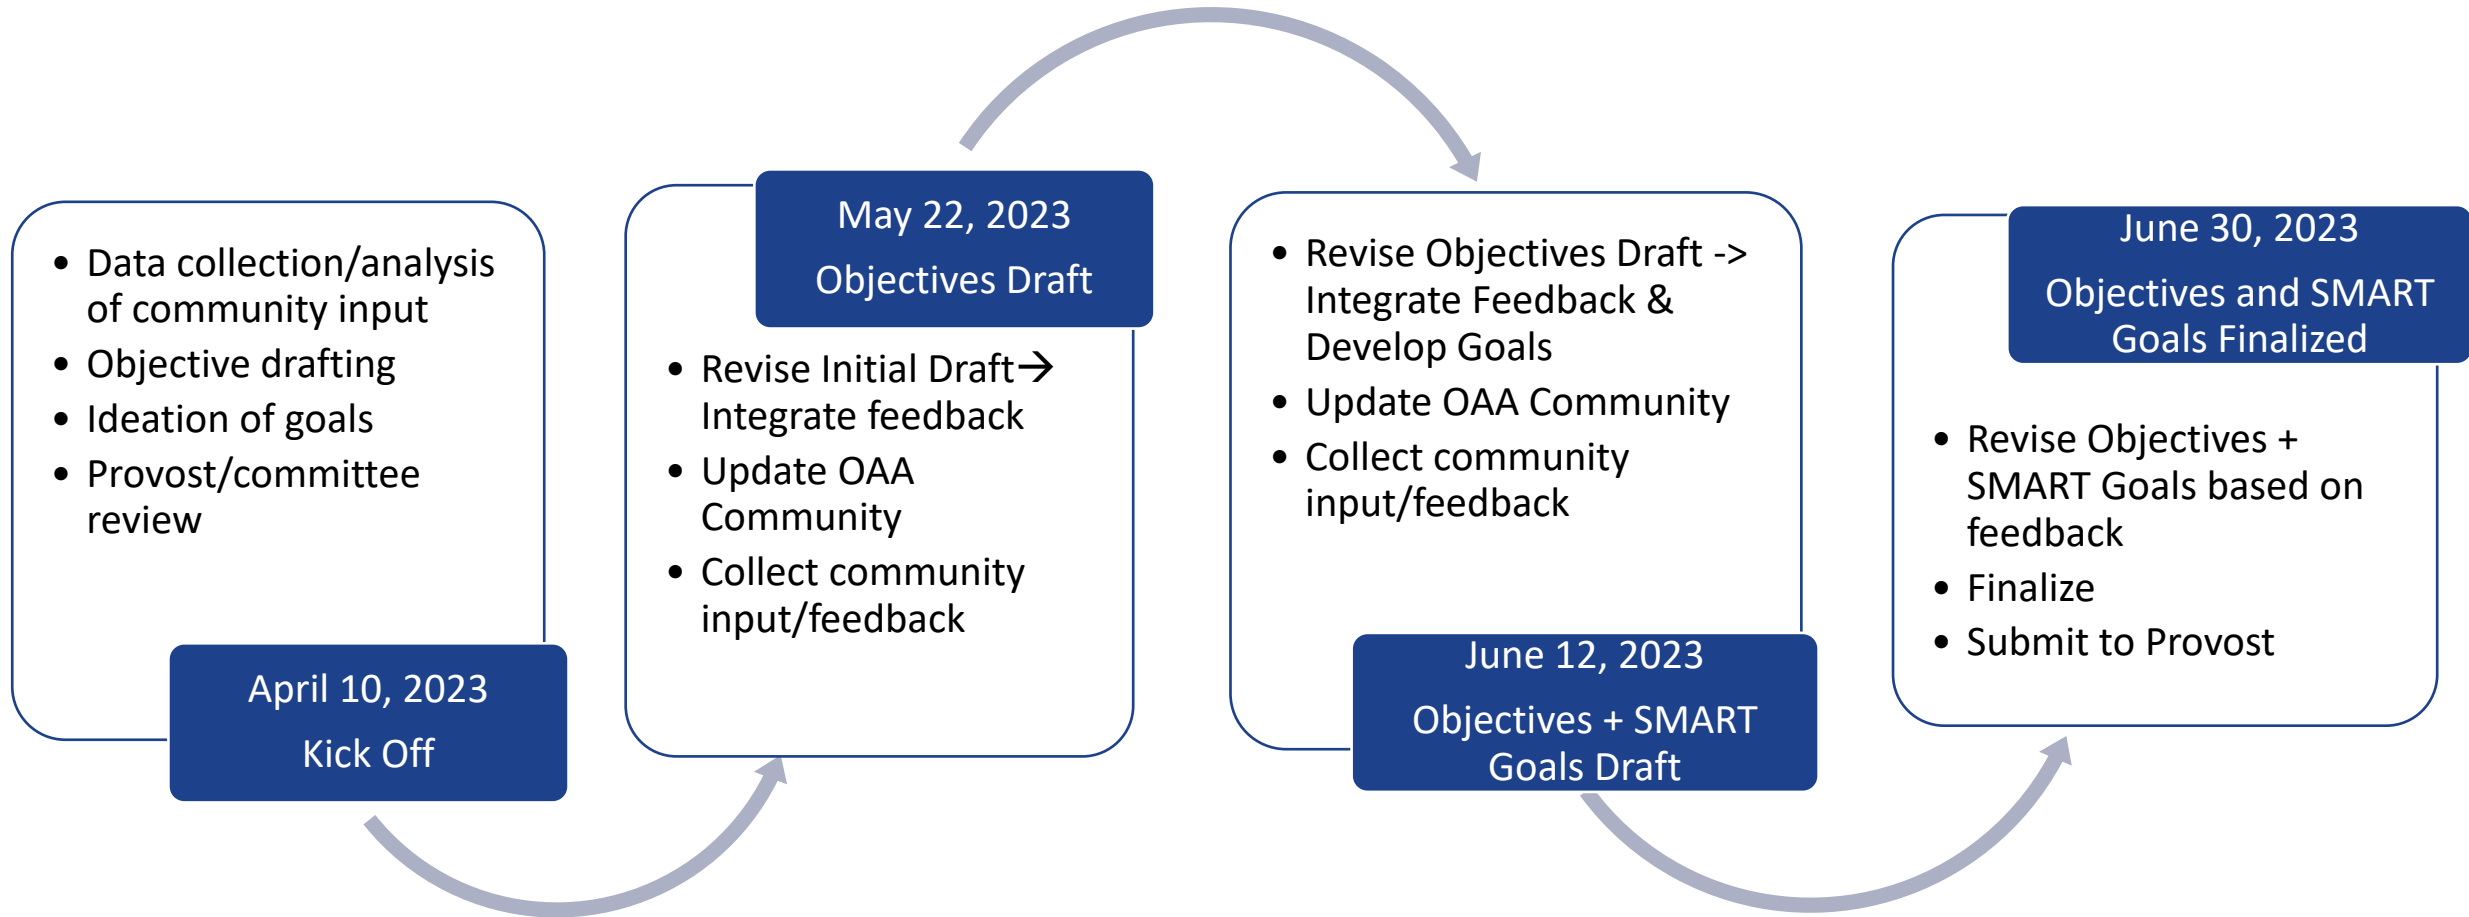 • Data collection/analysis
of community input
• Objective drafting
• Ideation of goals
• Provost/committee
review
April 10, 2023
Kick Off
May 22, 2023
Objectives Draft
• Revise Initial Draft→
Integrate feedback
• Update OAA
Community
• Collect community
input/feedback
• Revise Objectives Draft ->
Integrate Feedback &
Develop Goals
• Update OAA Community
• Collect community
input/feedback
June 12, 2023
Objectives + SMART
Goals Draft
June 30, 2023
Objectives and SMART
Goals Finalized
• Revise Objectives +
SMART Goals based on
feedback
• Finalize
• Submit to Provost